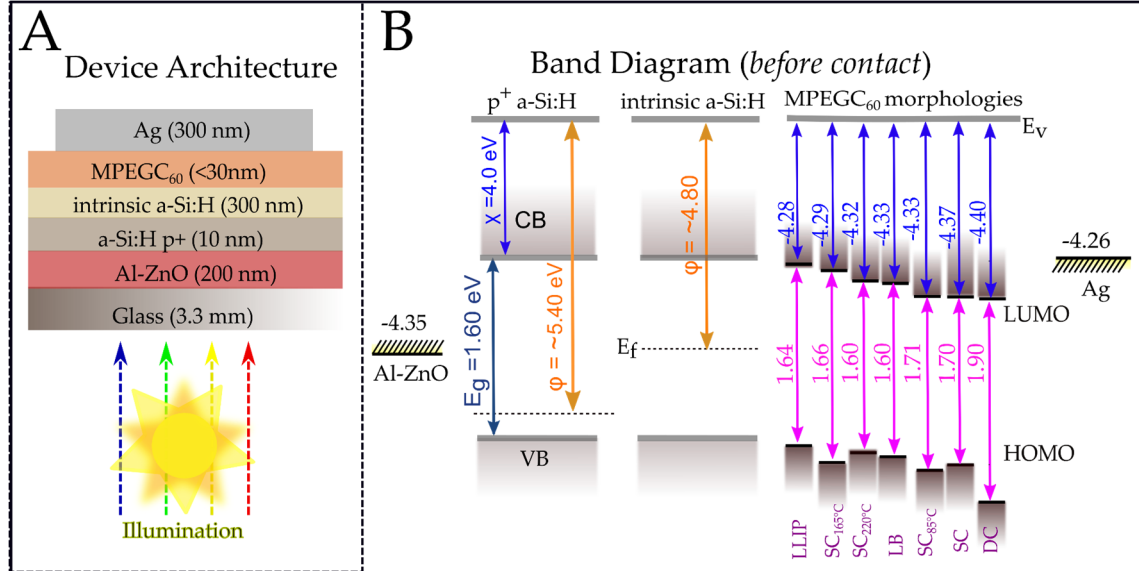 A
Device Architecture
Ag (300 nm)
MPEGC₆₀ (<30nm)
intrinsic a-Si:H (300 nm)
a-Si:H p+ (10 nm)
Al-ZnO (200 nm)
Glass (3.3 mm)
Illumination
B
Band Diagram (before contact)
p⁺ a-Si:H
intrinsic a-Si:H
MPEGC₆₀ morphologies
Eᵥ
χ =4.0 eV
CB
φ = ~5.40 eV
Eg =1.60 eV
VB
-4.35
Al-ZnO
φ = ~4.80
Ef
-4.28
-4.29
-4.32
-4.33
-4.33
-4.37
-4.40
-4.26
Ag
LUMO
1.64
1.66
1.60
1.60
1.71
1.70
1.90
HOMO
LLIP
SC165°C
SC220°C
LB
SC85°C
SC
DC